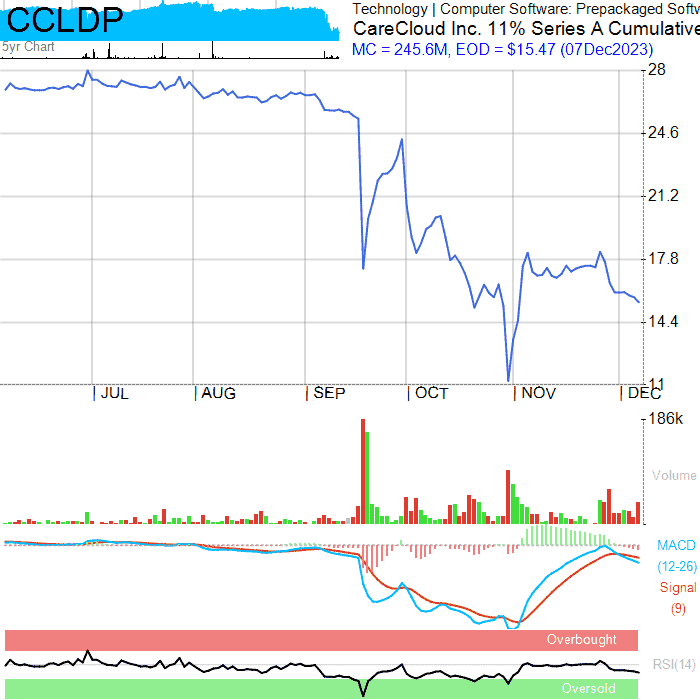 CCLDP
5yr Chart
Technology | Computer Software: Prepackaged Softw
CareCloud Inc. 11% Series A Cumulative
MC = 245.6M, EOD = $15.47 (07Dec2023)
28
24.6
21.2
17.8
14.4
11
JUL AUG SEP OCT NOV DEC
186k
Volume
MACD
(12-26)
Signal
(9)
Overbought
RSI(14)
Oversold